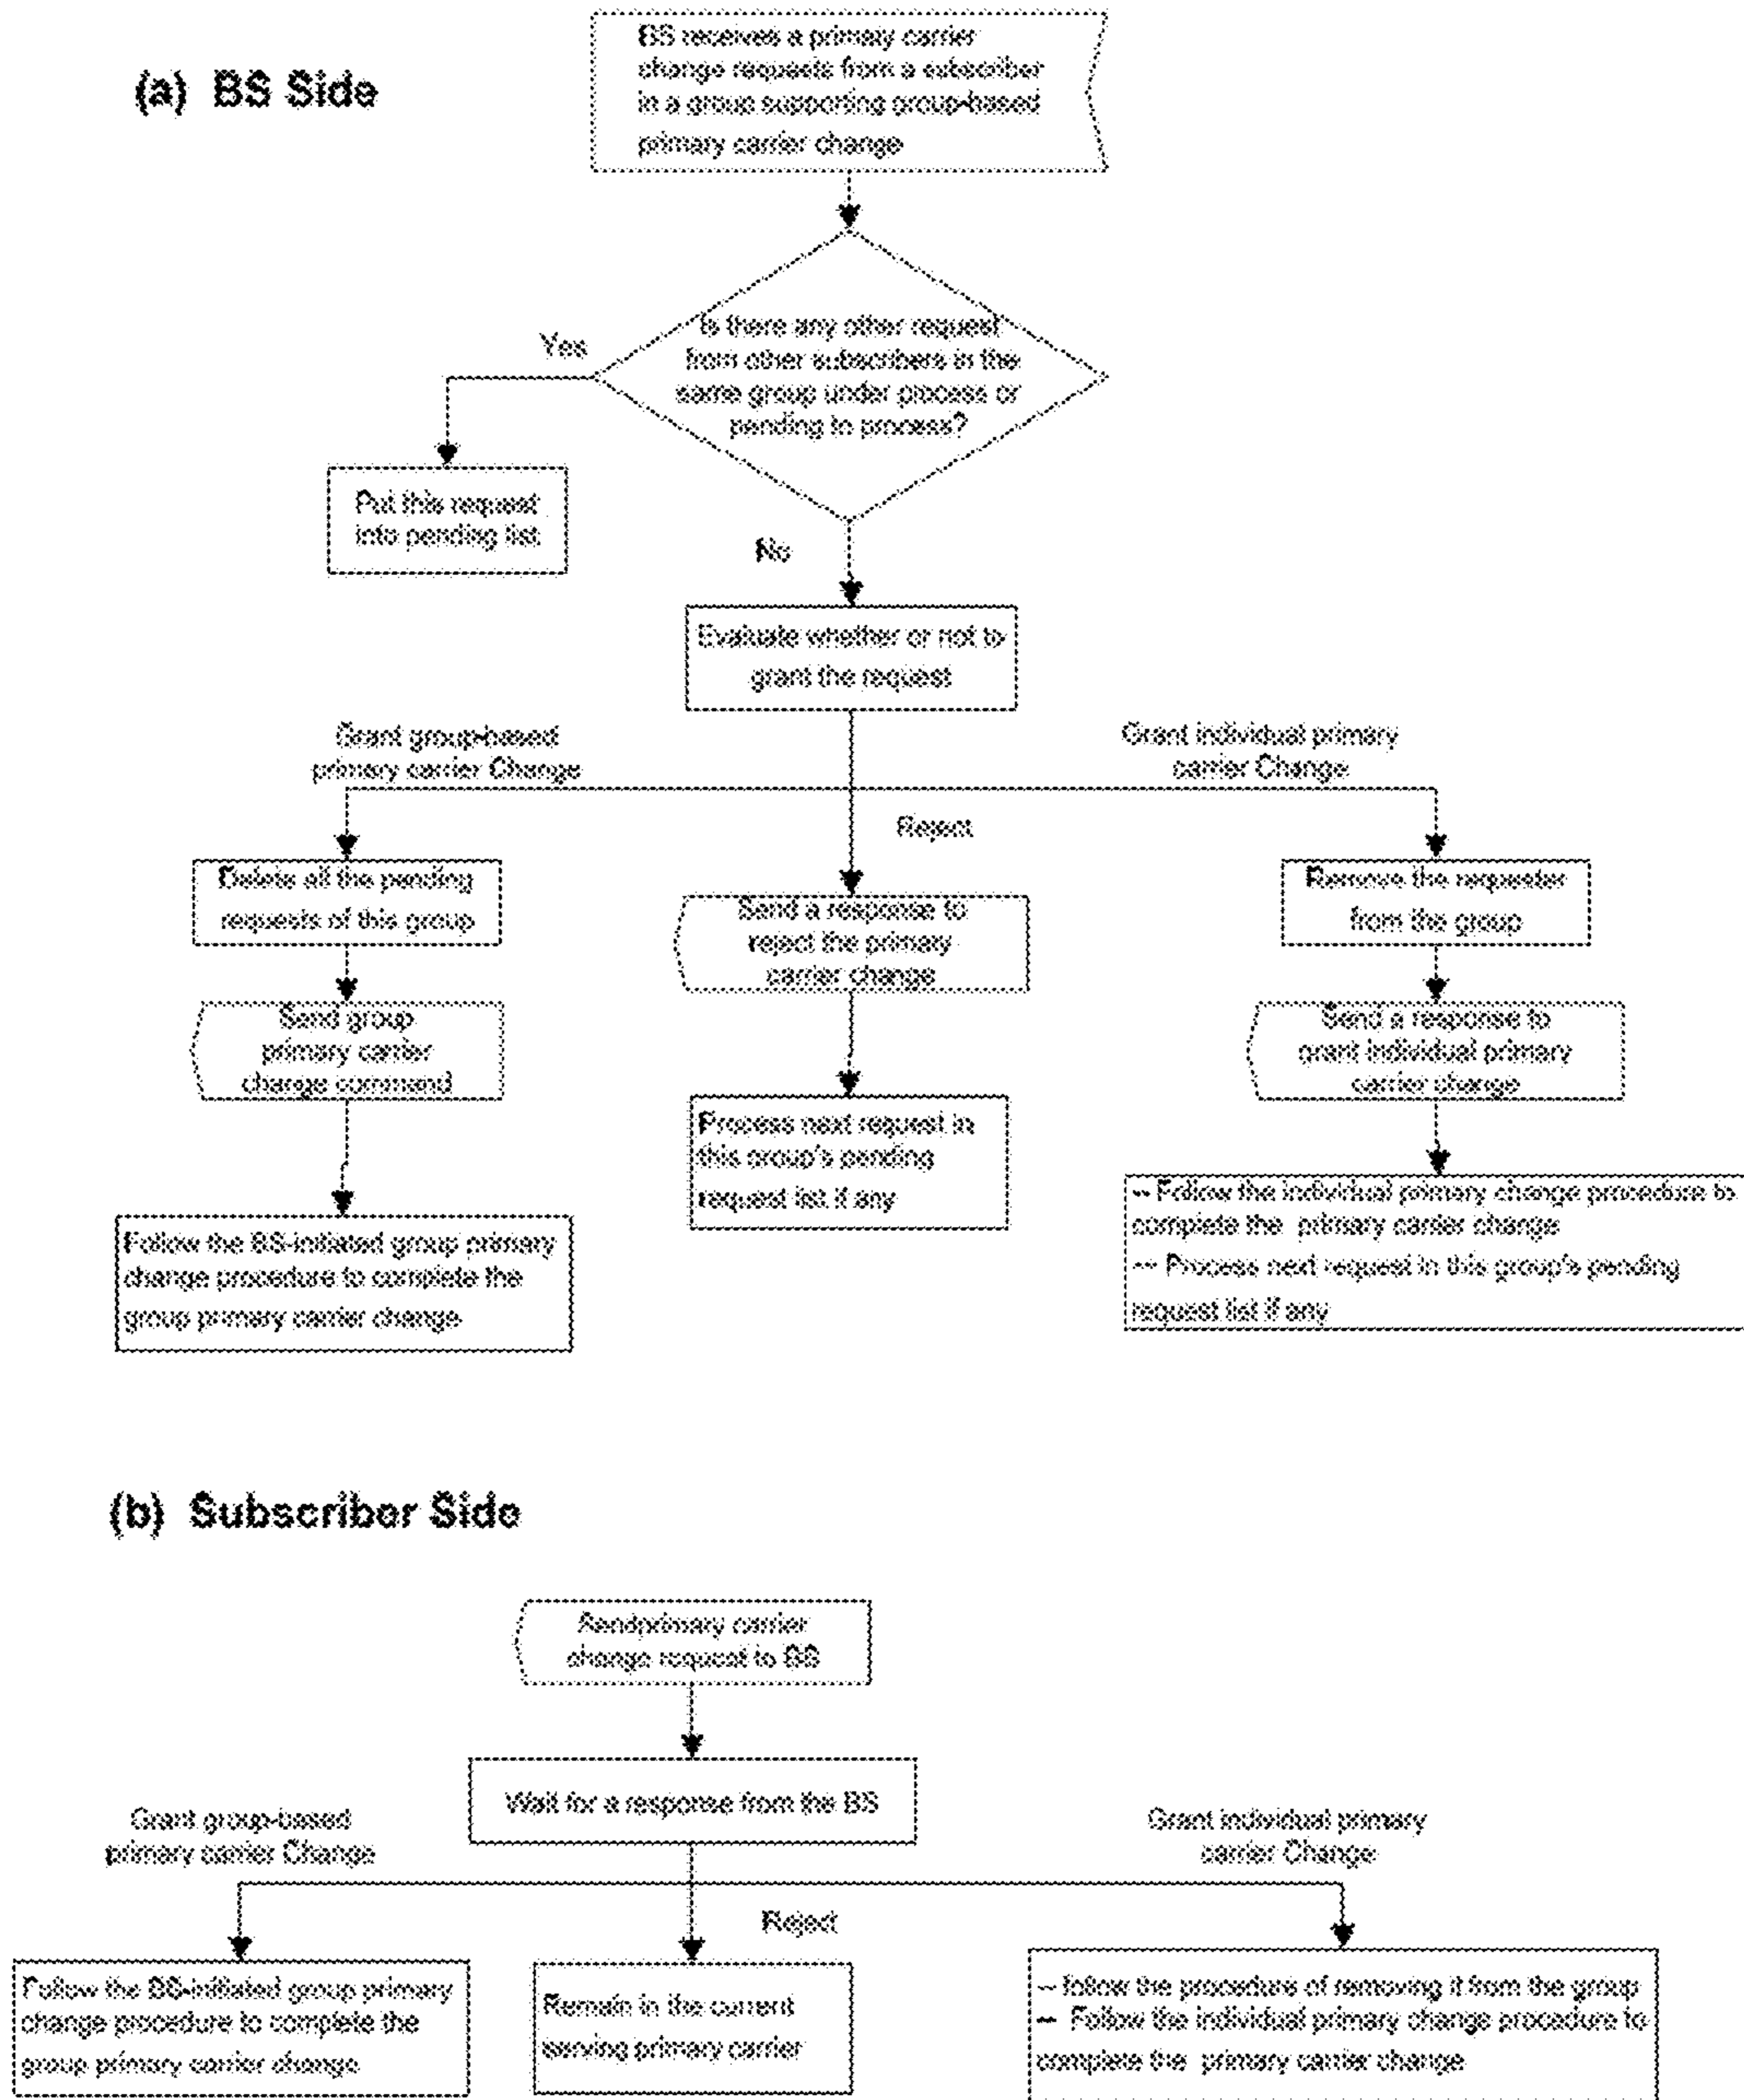 (a) BS Side
BS receives a primary carrier
change requests from a subscriber
in a group supporting group-based
primary carrier change
Is there any other request
from other subscribers in the
same group under process or
pending to process?
Yes
Put this request
into pending list
No
Evaluate whether or not to
grant the request
Grant group-based
primary carrier Change
Reject
Grant individual primary
carrier Change
Delete all the pending
requests of this group
Send group
primary carrier
change command
Follow the BS-initiated group primary
change procedure to complete the
group primary carrier change
Send a response to
reject the primary
carrier change
Process next request in
this group's pending
request list if any
Remove the requester
from the group
Send a response to
grant individual primary
carrier change
-- Follow the individual primary change procedure to
complete the primary carrier change
-- Process next request in this group's pending
request list if any
(b) Subscriber Side
Sendprimary carrier
change request to BS
Wait for a response from the BS
Grant group-based
primary carrier Change
Reject
Grant individual primary
carrier Change
Follow the BS-initiated group primary
change procedure to complete the
group primary carrier change
Remain in the current
serving primary carrier
-- follow the procedure of removing it from the group
-- Follow the individual primary change procedure to
complete the primary carrier change